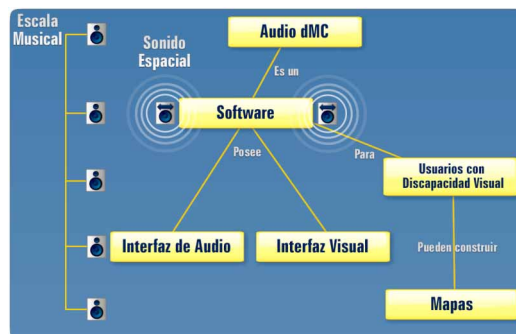 Escala
Musical
Sonido
Espacial
Audio dMC
Es un
Software
Posee
Para
Usuarios con
Discapacidad Visual
Interfaz de Audio
Interfaz Visual
Pueden construir
Mapas